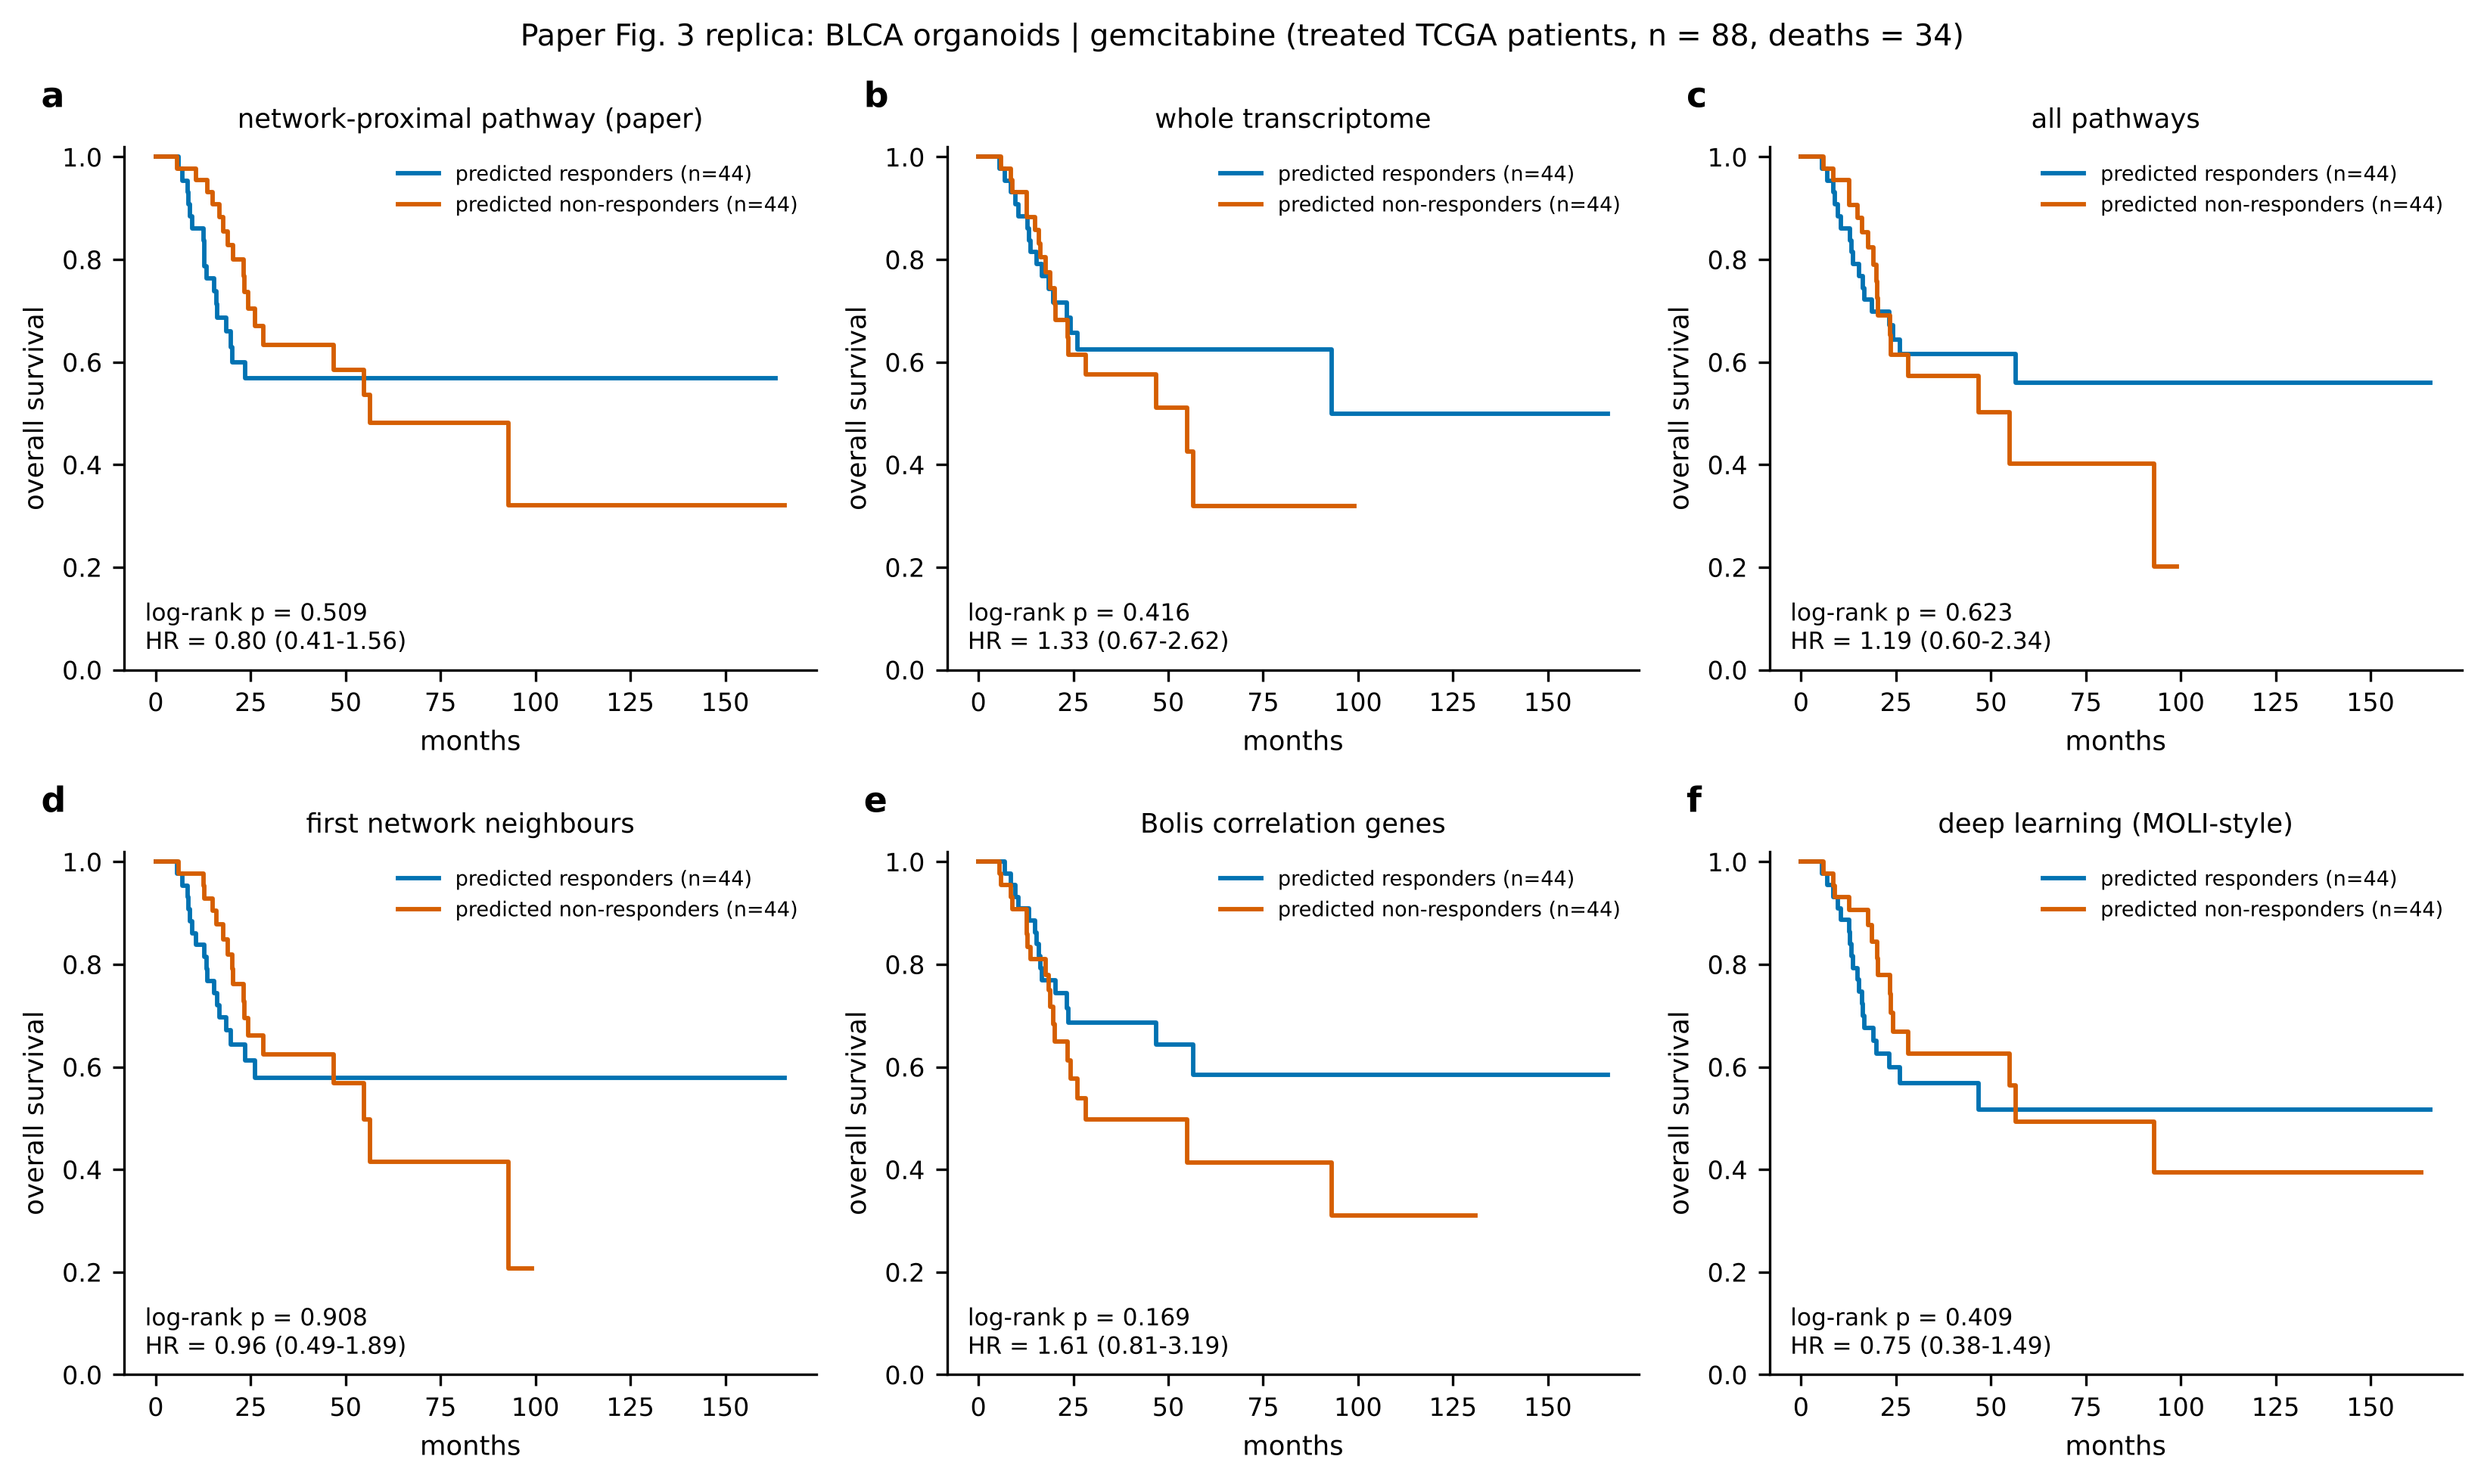 Paper Fig. 3 replica: BLCA organoids | gemcitabine (treated TCGA patients, n = 88, deaths = 34)
a
network-proximal pathway (paper)
predicted responders (n=44)
predicted non-responders (n=44)
1.0
0.8
0.6
0.4
0.2
0.0
overall survival
log-rank p = 0.509
HR = 0.80 (0.41-1.56)
0 25 50 75 100 125 150
months
b
whole transcriptome
predicted responders (n=44)
predicted non-responders (n=44)
1.0
0.8
0.6
0.4
0.2
0.0
overall survival
log-rank p = 0.416
HR = 1.33 (0.67-2.62)
0 25 50 75 100 125 150
months
c
all pathways
predicted responders (n=44)
predicted non-responders (n=44)
1.0
0.8
0.6
0.4
0.2
0.0
overall survival
log-rank p = 0.623
HR = 1.19 (0.60-2.34)
0 25 50 75 100 125 150
months
d
first network neighbours
predicted responders (n=44)
predicted non-responders (n=44)
1.0
0.8
0.6
0.4
0.2
0.0
overall survival
log-rank p = 0.908
HR = 0.96 (0.49-1.89)
0 25 50 75 100 125 150
months
e
Bolis correlation genes
predicted responders (n=44)
predicted non-responders (n=44)
1.0
0.8
0.6
0.4
0.2
0.0
overall survival
log-rank p = 0.169
HR = 1.61 (0.81-3.19)
0 25 50 75 100 125 150
months
f
deep learning (MOLI-style)
predicted responders (n=44)
predicted non-responders (n=44)
1.0
0.8
0.6
0.4
0.2
0.0
overall survival
log-rank p = 0.409
HR = 0.75 (0.38-1.49)
0 25 50 75 100 125 150
months